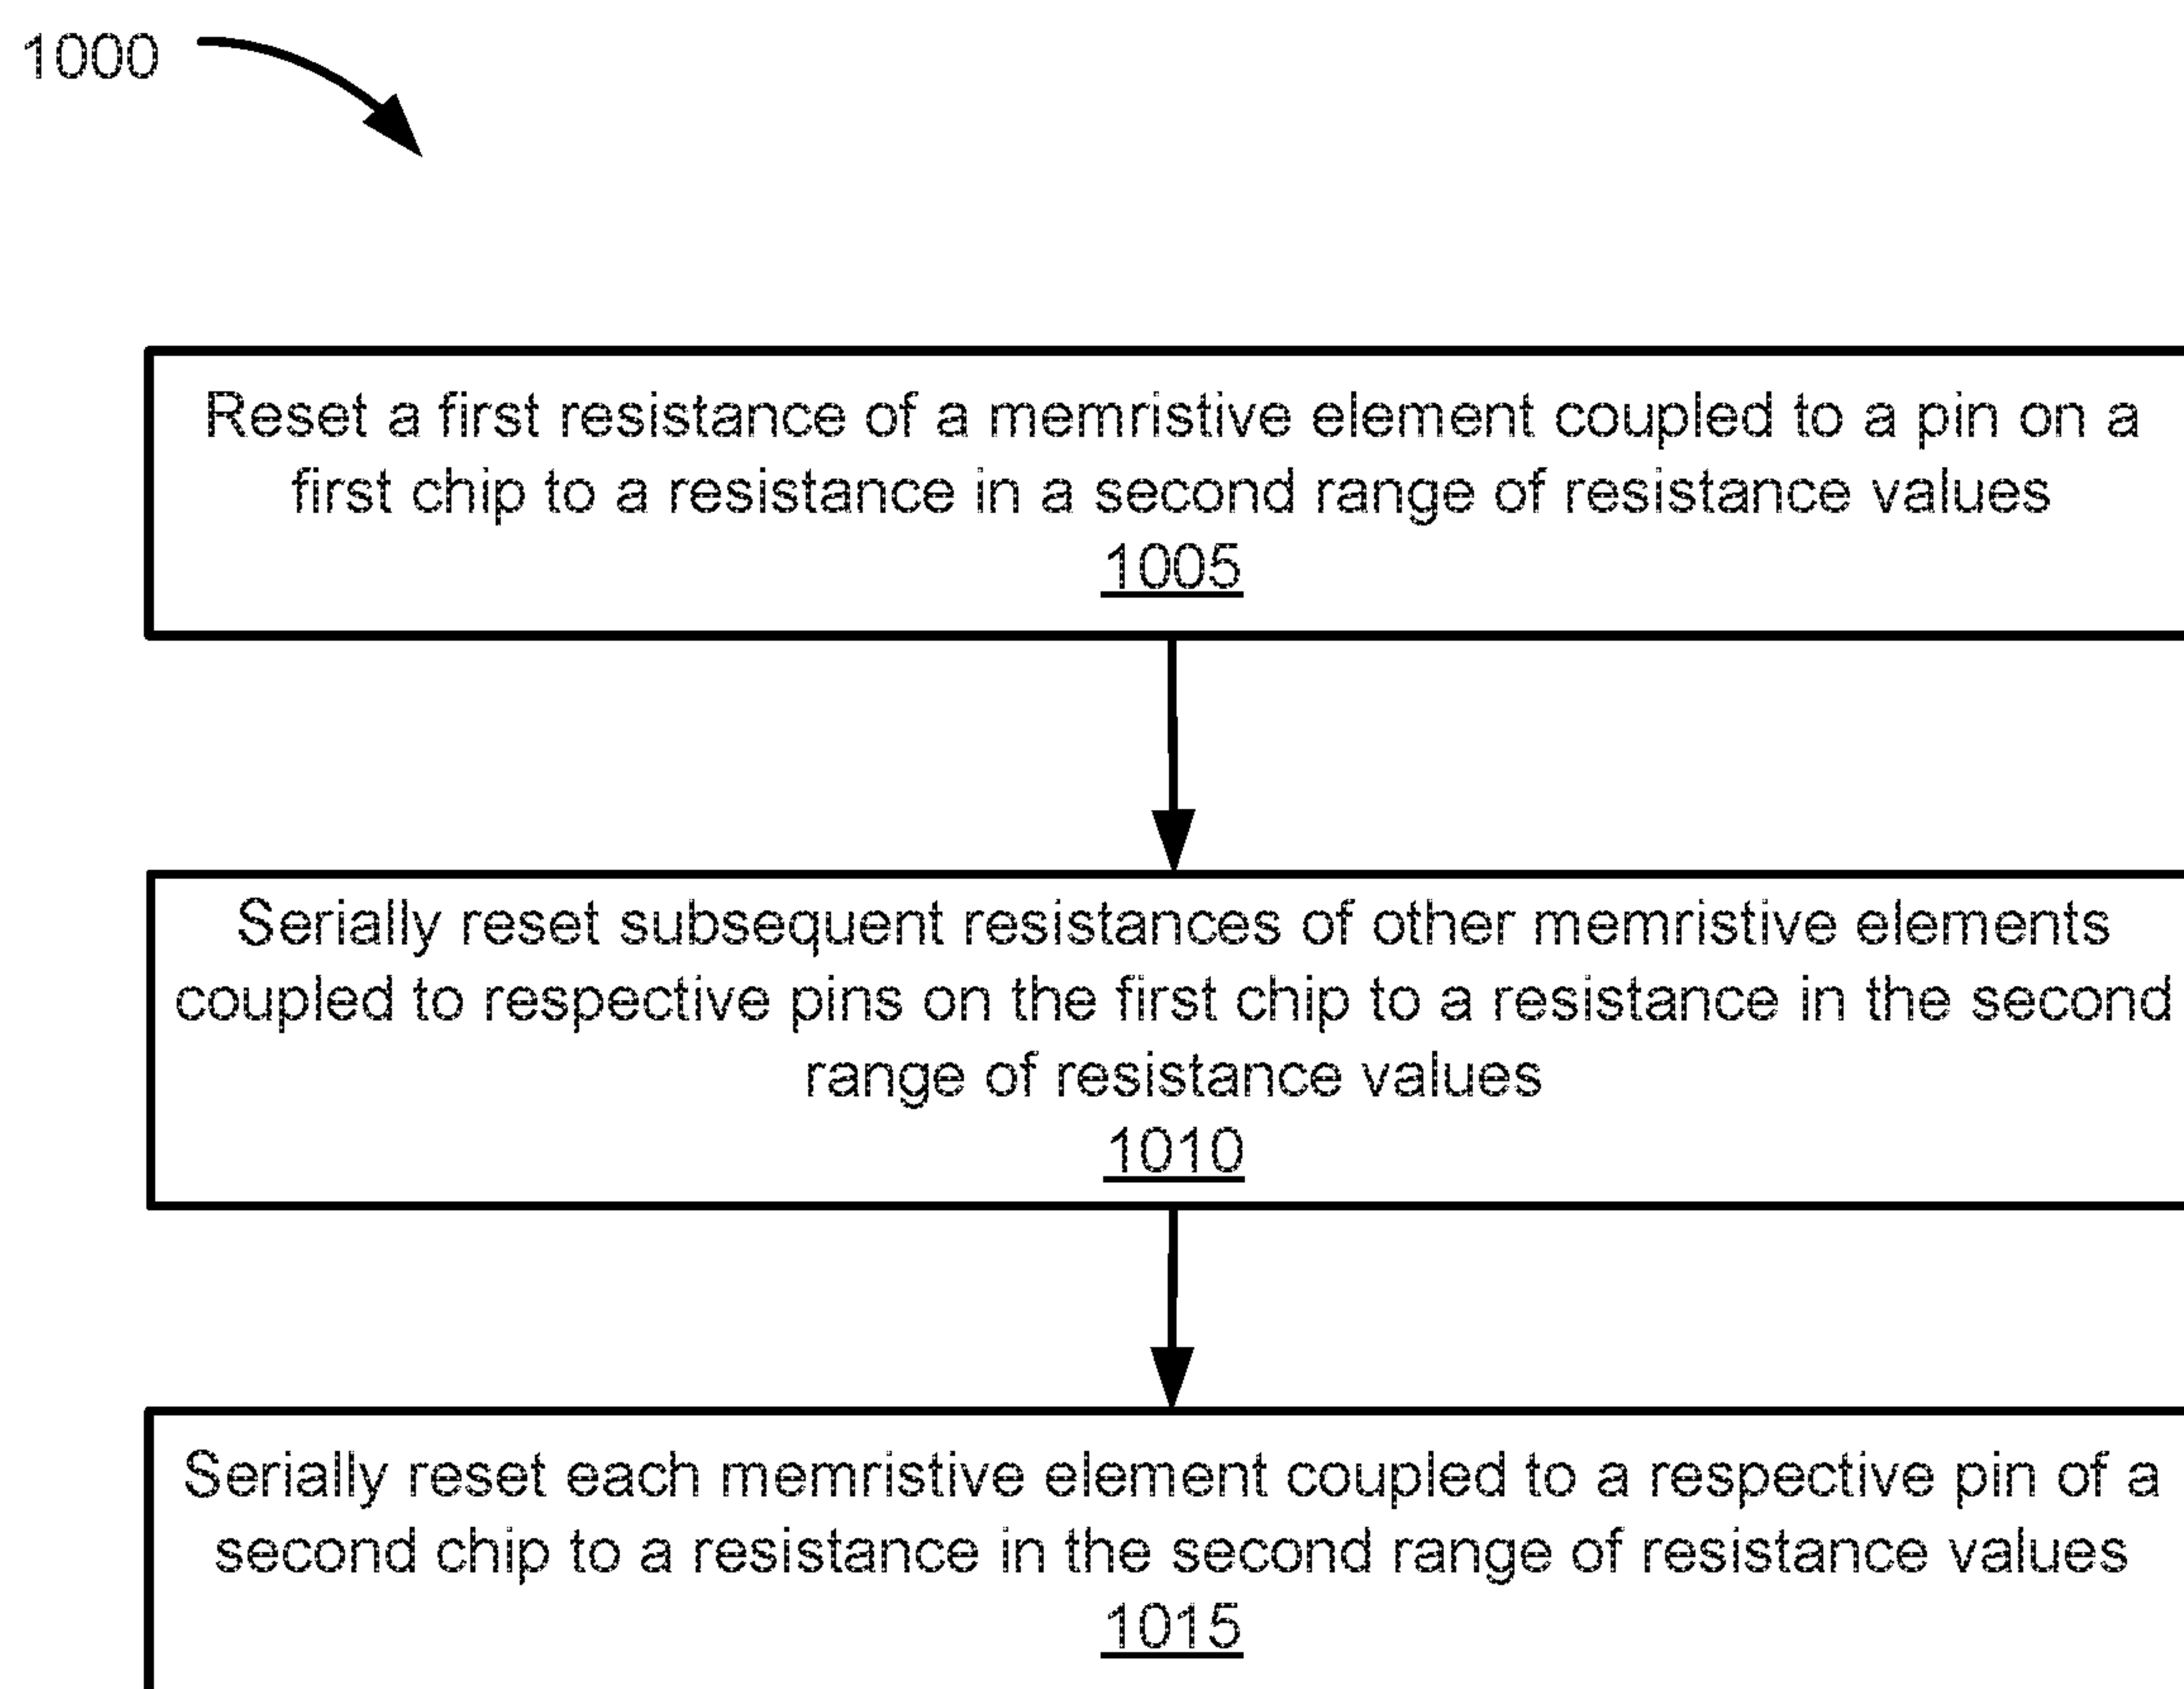 1000
Reset a first resistance of a memristive element coupled to a pin on a
first chip to a resistance in a second range of resistance values
1005
Serially reset subsequent resistances of other memristive elements
coupled to respective pins on the first chip to a resistance in the second
range of resistance values
1010
Serially reset each memristive element coupled to a respective pin of a
second chip to a resistance in the second range of resistance values
1015